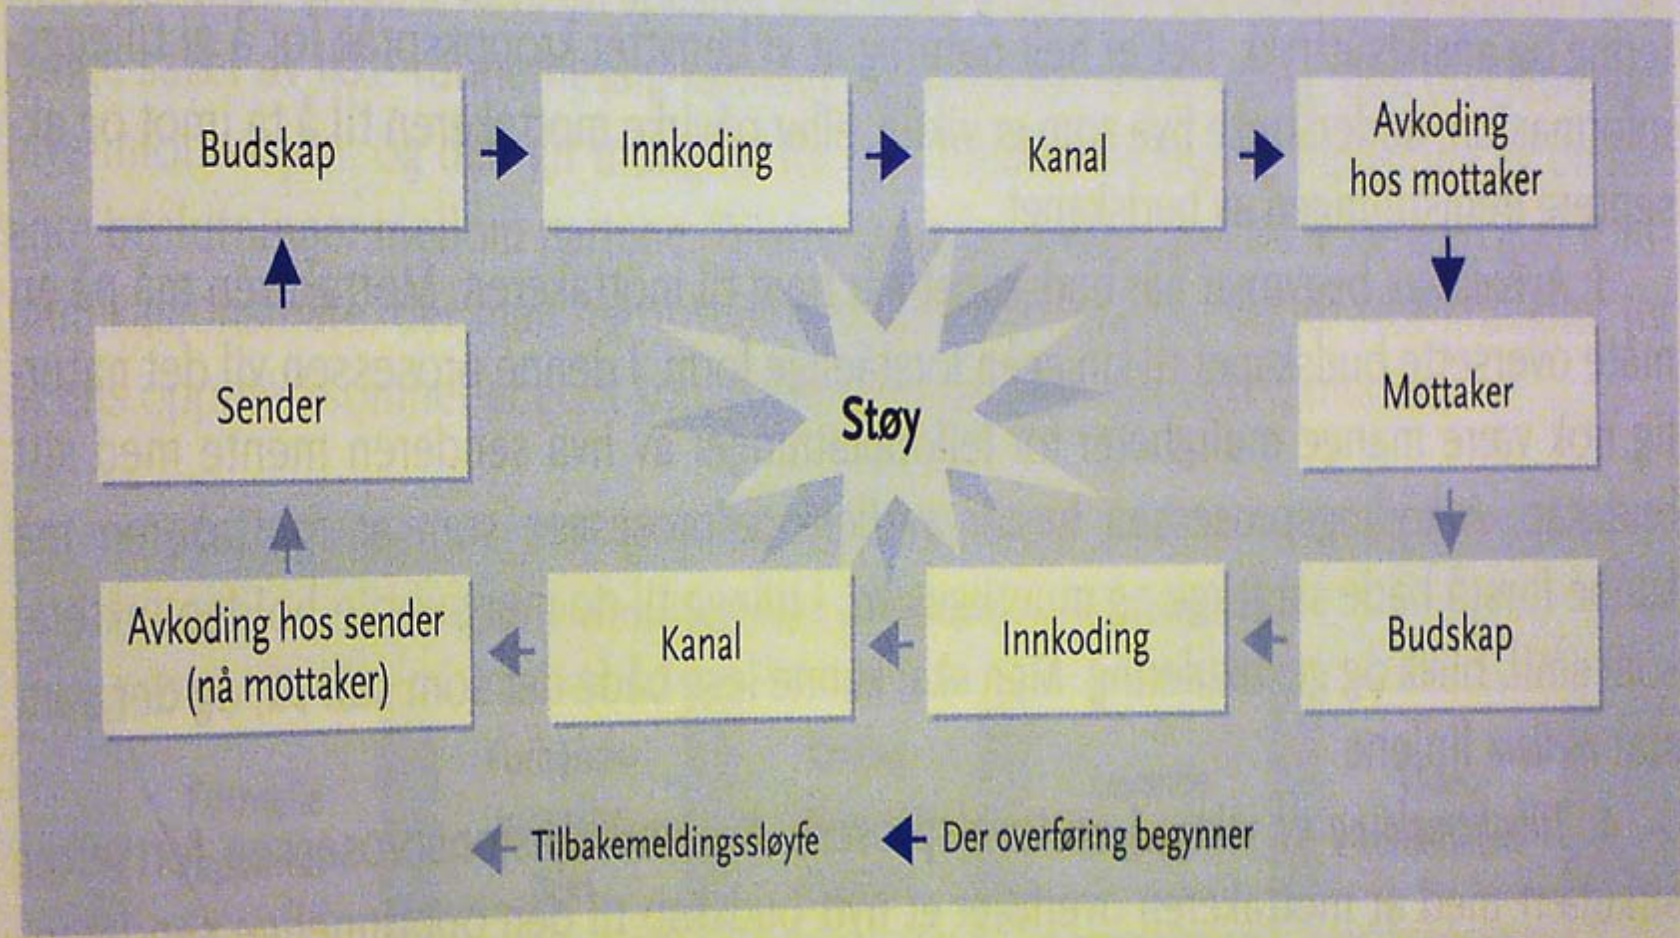 Budskap
Innkoding
Kanal
Avkoding
hos mottaker
Sender
Støy
Mottaker
Avkoding hos sender
(nå mottaker)
Kanal
Innkoding
Budskap
Tilbakemeldingssløyfe
Der overføring begynner